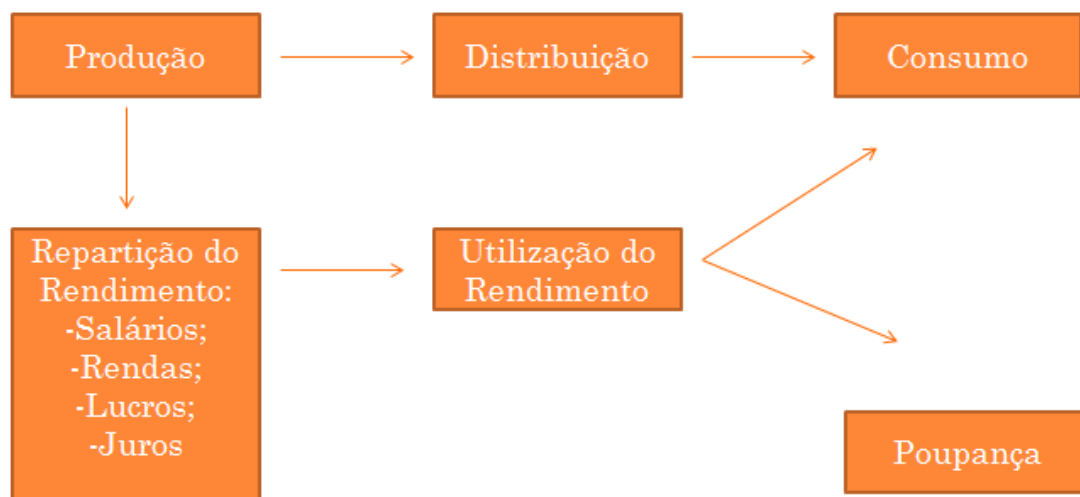 Produção
Distribuição
Consumo
Repartição do
Rendimento:
-Salários;
-Rendas;
-Lucros;
-Juros
Utilização do
Rendimento
Poupança